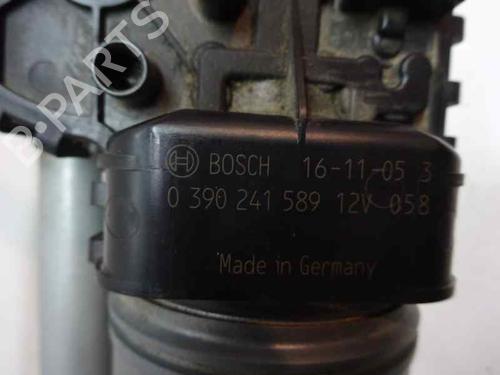 B-Parts
BOSCH 16-11-05 3
0 390 241 589 12V 058
Made in Germany